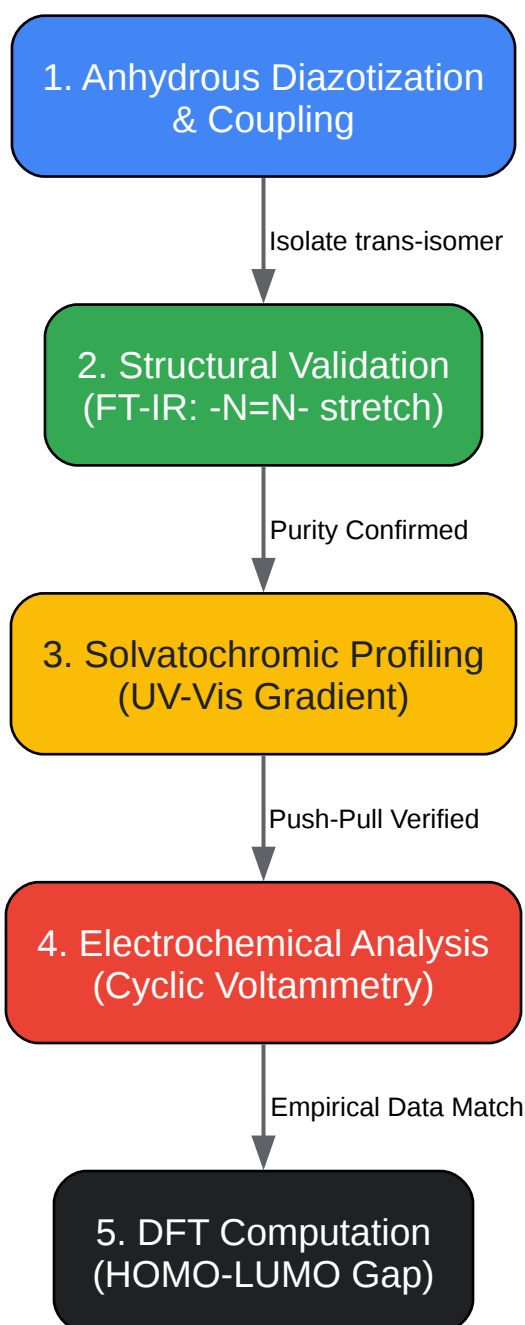 1. Anhydrous Diazotization
& Coupling
Isolate trans-isomer
2. Structural Validation
(FT-IR: -N=N- stretch)
Purity Confirmed
3. Solvatochromic Profiling
(UV-Vis Gradient)
Push-Pull Verified
4. Electrochemical Analysis
(Cyclic Voltammetry)
Empirical Data Match
5. DFT Computation
(HOMO-LUMO Gap)